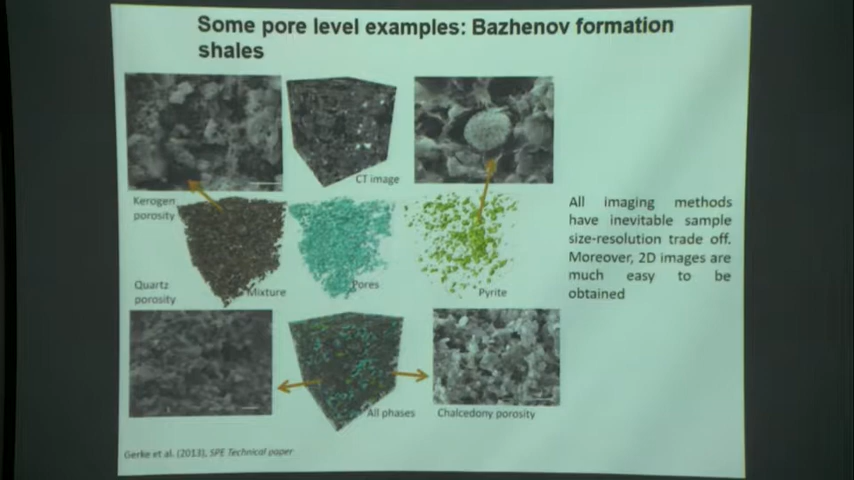 Some pore level examples: Bazhenov formation
shales
CT image
Kerogen
porosity
All imaging methods
have inevitable sample
size-resolution trade off.
Moreover, 2D images are
much easy to be
obtained
Quartz
porosity
Mixture
Pores
Pyrite
All phases
Chalcedony porosity
Gerke et al. (2013), SPE Technical paper